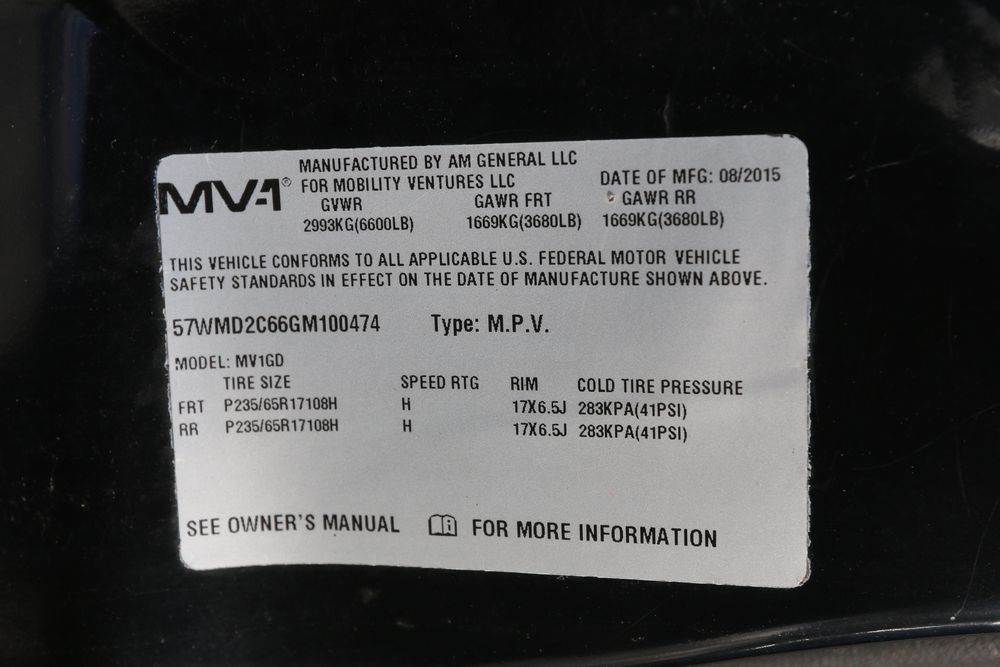 MV-1® MANUFACTURED BY AM GENERAL LLC
FOR MOBILITY VENTURES LLC DATE OF MFG: 08/2015
GVWR GAWR FRT GAWR RR
2993KG(6600LB) 1669KG(3680LB) 1669KG(3680LB)
THIS VEHICLE CONFORMS TO ALL APPLICABLE U.S. FEDERAL MOTOR VEHICLE
SAFETY STANDARDS IN EFFECT ON THE DATE OF MANUFACTURE SHOWN ABOVE.
57WMD2C66GM100474 Type: M.P.V.
MODEL: MV1GD
TIRE SIZE SPEED RTG RIM COLD TIRE PRESSURE
FRT P235/65R17108H H 17X6.5J 283KPA(41PSI)
RR P235/65R17108H H 17X6.5J 283KPA(41PSI)
SEE OWNER'S MANUAL FOR MORE INFORMATION